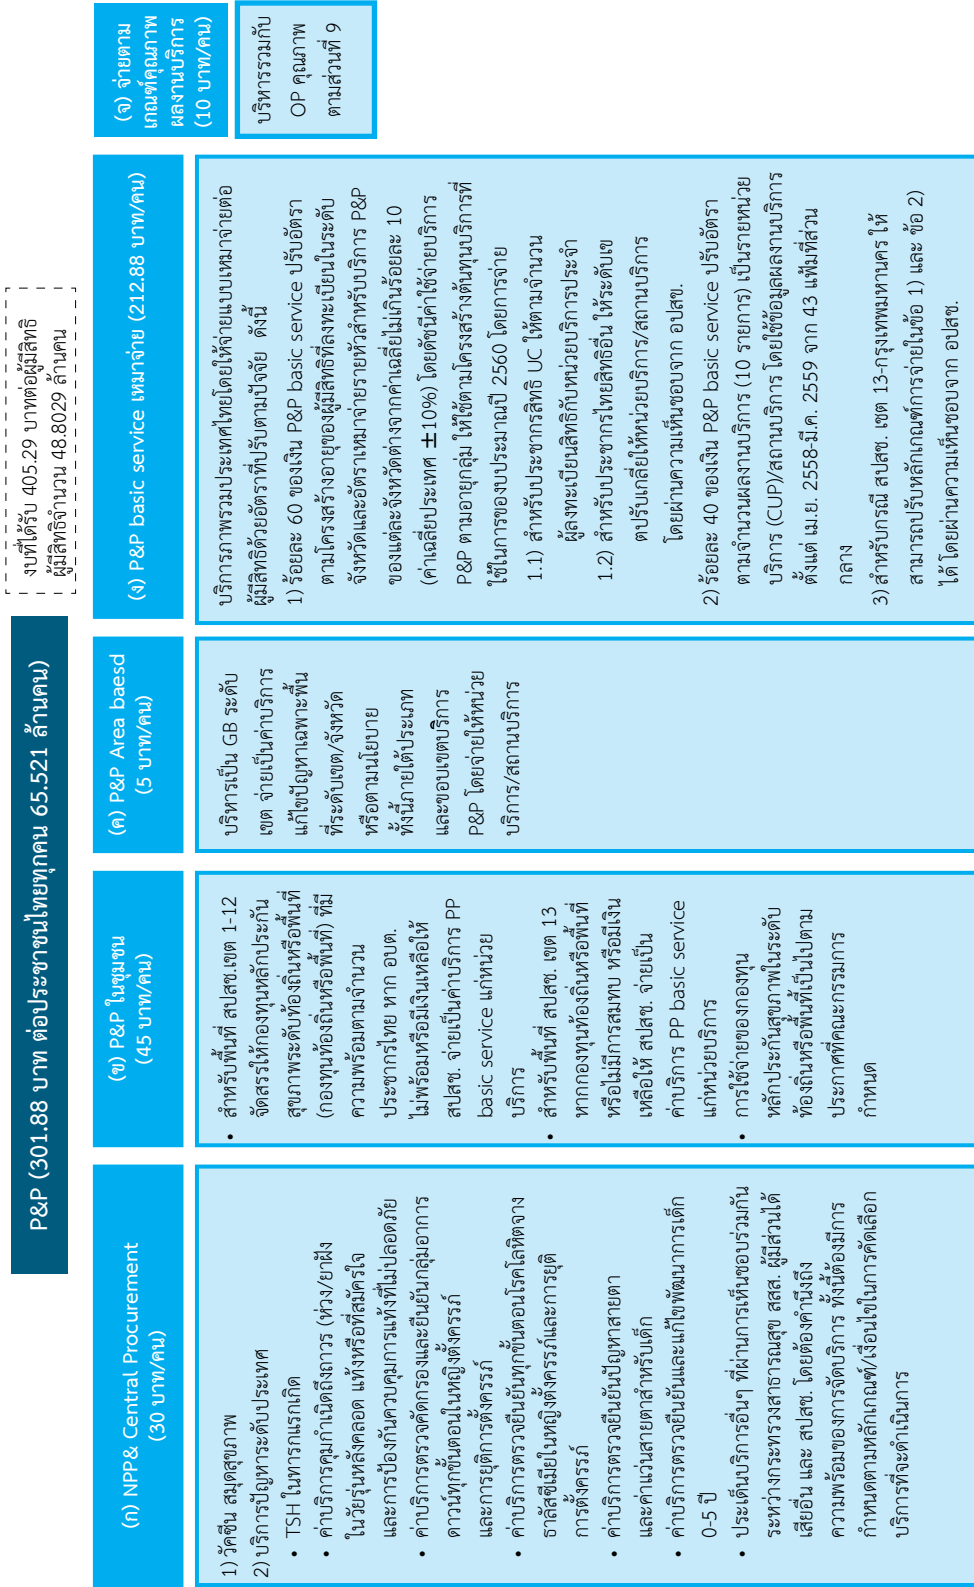 P&P (301.88 บาท ต่อประชาชนไทยทุกคน 65.521 ล้านคน)
งบที่ได้รับ 405.29 บาทต่อผู้มีสิทธิ
ผู้มีสิทธิจำนวน 48.8029 ล้านคน
(ก) NPP& Central Procurement
(30 บาท/คน)
1) วัคซีน สมุดสุขภาพ
2) บริการปัญหาระดับประเทศ
• TSH ในทารกแรกเกิด
• ค่าบริการคุมกำเนิดกึ่งถาวร (ห่วง/ยาฝัง
ในวัยรุ่นหลังคลอด แท้งหรือที่สมัครใจ
และการป้องกันควบคุมการแท้งที่ไม่ปลอดภัย
• ค่าบริการตรวจคัดกรองและยืนยันกลุ่มอาการ
ดาวน์ทุกขั้นตอนในหญิงตั้งครรภ์
และการยุติการตั้งครรภ์
• ค่าบริการตรวจยืนยันทุกขั้นตอนโรคโลหิตจาง
ธาลัสซีเมียในหญิงตั้งครรภ์และการยุติ
การตั้งครรภ์
• ค่าบริการตรวจยืนยันปัญหาสายตา
และค่าแว่นสายตาสำหรับเด็ก
• ค่าบริการตรวจยืนยันและแก้ไขพัฒนาการเด็ก
0-5 ปี
• ประเด็นบริการอื่นๆ ที่ผ่านการเห็นชอบร่วมกัน
ระหว่างกระทรวงสาธารณสุข สสส. ผู้มีส่วนได้
เสียอื่น และ สปสช. โดยต้องคำนึงถึง
ความพร้อมของการจัดบริการ ทั้งนี้ต้องมีการ
กำหนดตามหลักเกณฑ์/เงื่อนไขในการคัดเลือก
บริการที่จะดำเนินการ
(ข) P&P ในชุมชน
(45 บาท/คน)
• สำหรับพื้นที่ สปสช.เขต 1-12
จัดสรรให้กองทุนหลักประกัน
สุขภาพระดับท้องถิ่นหรือพื้นที่
(กองทุนท้องถิ่นหรือพื้นที่) ที่มี
ความพร้อมตามจำนวน
ประชากรไทย หาก อบต.
ไม่พร้อมหรือมีเงินเหลือให้
สปสช. จ่ายเป็นค่าบริการ PP
basic service แก่หน่วย
บริการ
• สำหรับพื้นที่ สปสช. เขต 13
หากกองทุนท้องถิ่นหรือพื้นที่
หรือไม่มีการสมทบ หรือมีเงิน
เหลือให้ สปสช. จ่ายเป็น
ค่าบริการ PP basic service
แก่หน่วยบริการ
• การใช้จ่ายของกองทุน
หลักประกันสุขภาพในระดับ
ท้องถิ่นหรือพื้นที่เป็นไปตาม
ประกาศที่คณะกรรมการ
กำหนด
(ค) P&P Area baesd
(5 บาท/คน)
บริหารเป็น GB ระดับ
เขต จ่ายเป็นค่าบริการ
แก้ไขปัญหาเฉพาะพื้น
ที่ระดับเขต/จังหวัด
หรือตามนโยบาย
ทั้งนี้ภายใต้ประเภท
และขอบเขตบริการ
P&P โดยจ่ายให้หน่วย
บริการ/สถานบริการ
(ง) P&P basic service เหมาจ่าย (212.88 บาท/คน)
บริการภาพรวมประเทศไทยโดยให้จ่ายแบบเหมาจ่ายต่อ
ผู้มีสิทธิด้วยอัตราที่ปรับตามปัจจัย ดังนี้
1) ร้อยละ 60 ของเงิน P&P basic service ปรับอัตรา
ตามโครงสร้างอายุของผู้มีสิทธิที่ลงทะเบียนในระดับ
จังหวัดและอัตราเหมาจ่ายรายหัวสำหรับบริการ P&P
ของแต่ละจังหวัดต่างจากค่าเฉลี่ยไม่เกินร้อยละ 10
(ค่าเฉลี่ยประเทศ ±10%) โดยดัชนีค่าใช้จ่ายบริการ
P&P ตามอายุกลุ่ม ให้ใช้ตามโครงสร้างต้นทุนบริการที่
ใช้ในการของบประมาณปี 2560 โดยการจ่าย
1.1) สำหรับประชากรสิทธิ UC ให้ตามจำนวน
ผู้ลงทะเบียนสิทธิกับหน่วยบริการประจำ
1.2) สำหรับประชากรไทยสิทธิอื่น ให้ระดับเข
ตปรับเกลี่ยให้หน่วยบริการ/สถานบริการ
โดยผ่านความเห็นชอบจาก อปสข.
2) ร้อยละ 40 ของเงิน P&P basic service ปรับอัตรา
ตามจำนวนผลงานบริการ (10 รายการ) เป็นรายหน่วย
บริการ (CUP)/สถานบริการ โดยใช้ข้อมูลผลงานบริการ
ตั้งแต่ เม.ย. 2558-มี.ค. 2559 จาก 43 แฟ้มที่ส่วน
กลาง
3) สำหรับกรณี สปสช. เขต 13-กรุงเทพมหานคร ให้
สามารถปรับหลักเกณฑ์การจ่ายในข้อ 1) และ ข้อ 2)
ได้ โดยผ่านความเห็นชอบจาก อปสข.
(จ) จ่ายตาม
เกณฑ์คุณภาพ
ผลงานบริการ
(10 บาท/คน)
บริหารรวมกับ
OP คุณภาพ
ตามส่วนที่ 9